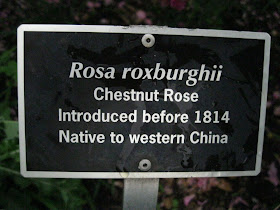 Rosa roxburghii
Chestnut Rose
Introduced before 1814
Native to western China